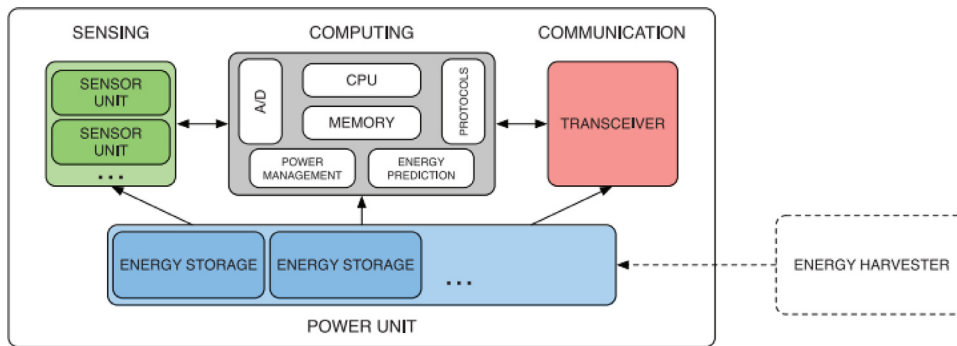 SENSING
COMPUTING
COMMUNICATION
SENSOR
UNIT
SENSOR
UNIT
...
A/D
CPU
MEMORY
PROTOCOLS
POWER
MANAGEMENT
ENERGY
PREDICTION
TRANSCEIVER
ENERGY STORAGE
ENERGY STORAGE
...
ENERGY HARVESTER
POWER UNIT